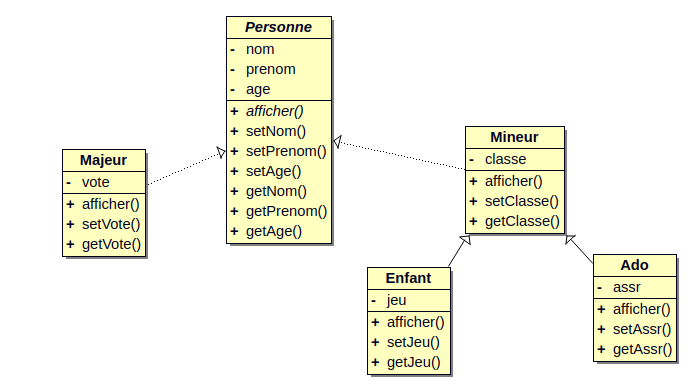 Personne
- nom
- prenom
- age
+ afficher()
+ setNom()
+ setPrenom()
+ setAge()
+ getNom()
+ getPrenom()
+ getAge()
Majeur
- vote
+ afficher()
+ setVote()
+ getVote()
Mineur
- classe
+ afficher()
+ setClasse()
+ getClasse()
Enfant
- jeu
+ afficher()
+ setJeu()
+ getJeu()
Ado
- assr
+ afficher()
+ setAssr()
+ getAssr()